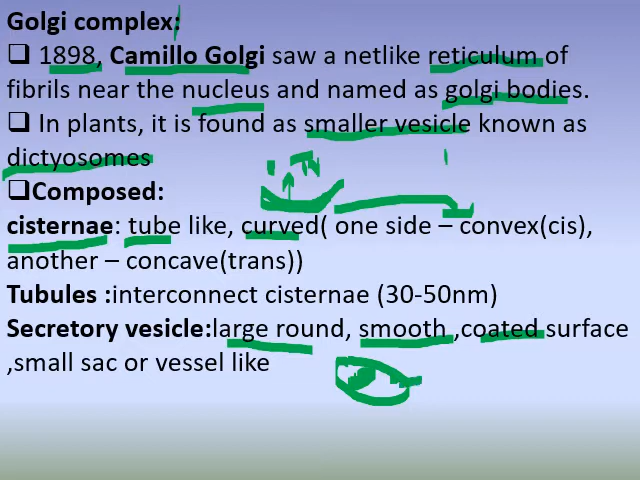 Golgi complex:
❑ 1898, Camillo Golgi saw a netlike reticulum of
fibrils near the nucleus and named as golgi bodies.
❑ In plants, it is found as smaller vesicle known as
dictyosomes
❑Composed:
cisternae: tube like, curved( one side – convex(cis),
another – concave(trans))
Tubules :interconnect cisternae (30-50nm)
Secretory vesicle:large round, smooth ,coated surface
,small sac or vessel like